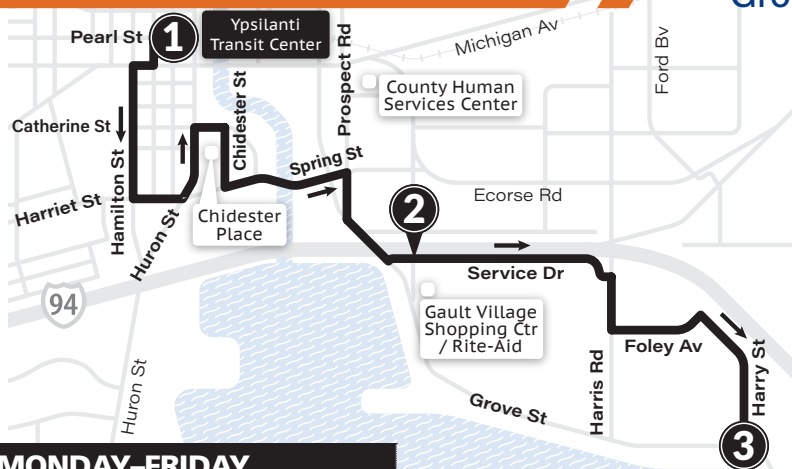 Pearl St
1
Ypsilanti
Transit Center
Prospect Rd
Michigan Av
Ford Bv
County Human
Services Center
Catherine St
Chidester St
Hamilton St
Spring St
Harriet St
Huron St
Chidester
Place
Ecorse Rd
2
Service Dr
94
Gault Village
Shopping Ctr
/ Rite-Aid
Foley Av
Harris Rd
Harry St
Huron St
Grove St
3
MONDAY–FRIDAY